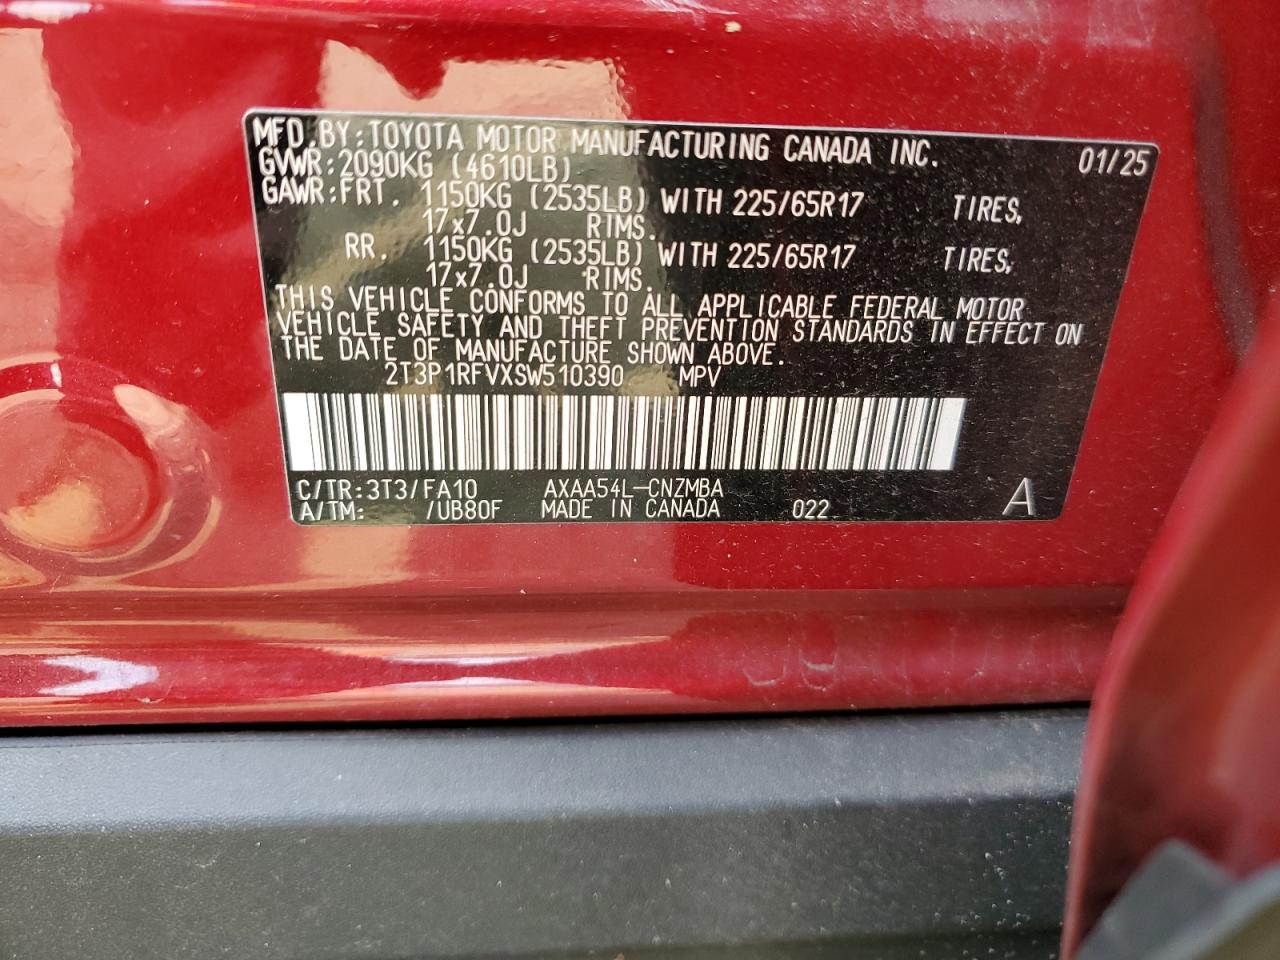 MFD.BY:TOYOTA MOTOR MANUFACTURING CANADA INC. 01/25
GVWR:2090KG (4610LB)
GAWR:FRT. 1150KG (2535LB) WITH 225/65R17 TIRES,
17x7.0J RIMS.
RR. 1150KG (2535LB) WITH 225/65R17 TIRES,
17x7.0J RIMS.
THIS VEHICLE CONFORMS TO ALL APPLICABLE FEDERAL MOTOR
VEHICLE SAFETY AND THEFT PREVENTION STANDARDS IN EFFECT ON
THE DATE OF MANUFACTURE SHOWN ABOVE.
2T3P1RFVXSW510390 MPV
C/TR:3T3/FA10 AXAA54L-CNZMBA
A/TM: /UB80F MADE IN CANADA 022 A